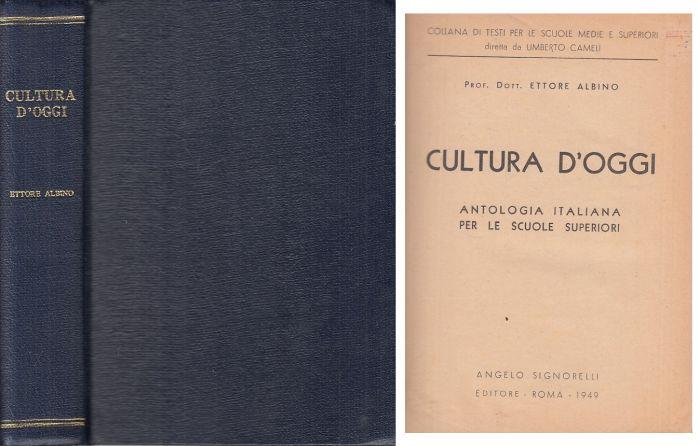 CULTURA
D'OGGI
ETTORE ALBINO
COLLANA DI TESTI PER LE SCUOLE MEDIE E SUPERIORI
diretta da UMBERTO CAMELI
PROF. DOTT. ETTORE ALBINO
CULTURA D'OGGI
ANTOLOGIA ITALIANA
PER LE SCUOLE SUPERIORI
ANGELO SIGNORELLI
EDITORE - ROMA - 1949